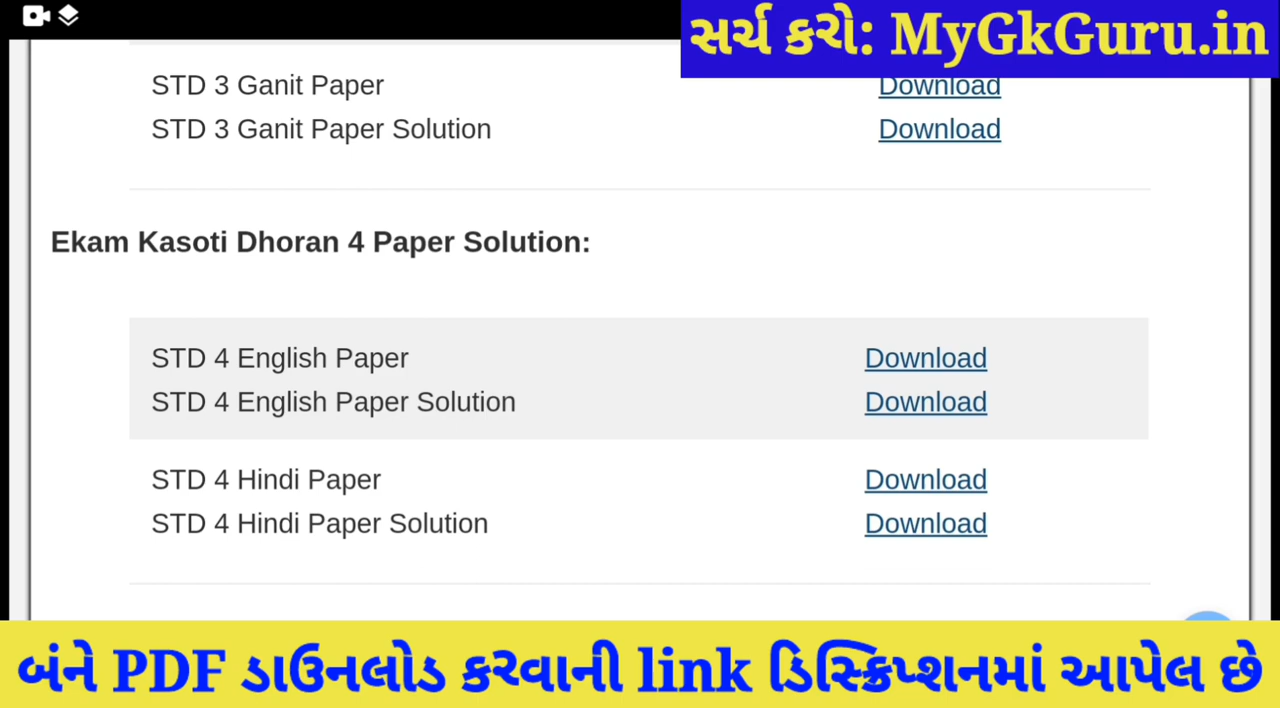 સર્ચ કરો: MyGkGuru.in
STD 3 Ganit Paper Download
STD 3 Ganit Paper Solution Download
Ekam Kasoti Dhoran 4 Paper Solution:
STD 4 English Paper Download
STD 4 English Paper Solution Download
STD 4 Hindi Paper Download
STD 4 Hindi Paper Solution Download
બંને PDF ડાઉનલોડ કરવાની link ડિસ્ક્રિપ્શનમાં આપેલ છે